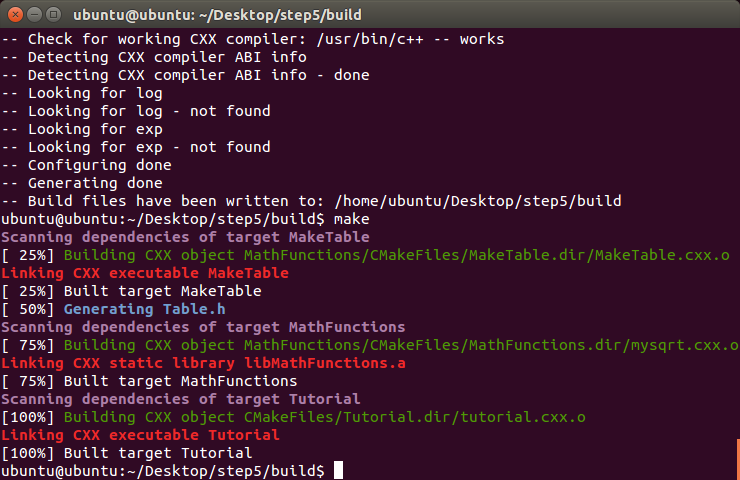 ubuntu@ubuntu: ~/Desktop/step5/build
-- Check for working CXX compiler: /usr/bin/c++ -- works
-- Detecting CXX compiler ABI info
-- Detecting CXX compiler ABI info - done
-- Looking for log
-- Looking for log - not found
-- Looking for exp
-- Looking for exp - not found
-- Configuring done
-- Generating done
-- Build files have been written to: /home/ubuntu/Desktop/step5/build
ubuntu@ubuntu:~/Desktop/step5/build$ make
Scanning dependencies of target MakeTable
[ 25%] Building CXX object MathFunctions/CMakeFiles/MakeTable.dir/MakeTable.cxx.o
Linking CXX executable MakeTable
[ 25%] Built target MakeTable
[ 50%] Generating Table.h
Scanning dependencies of target MathFunctions
[ 75%] Building CXX object MathFunctions/CMakeFiles/MathFunctions.dir/mysqrt.cxx.o
Linking CXX static library libMathFunctions.a
[ 75%] Built target MathFunctions
Scanning dependencies of target Tutorial
[100%] Building CXX object CMakeFiles/Tutorial.dir/tutorial.cxx.o
Linking CXX executable Tutorial
[100%] Built target Tutorial
ubuntu@ubuntu:~/Desktop/step5/build$